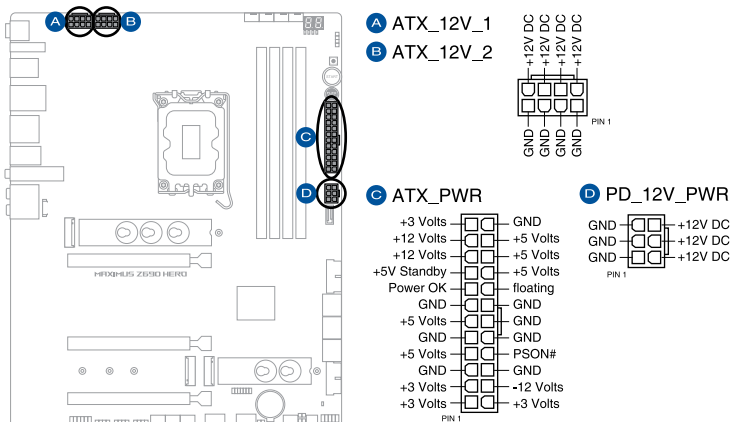 A
B
88
START
C
D
MAXIMUS Z690 HERO
A ATX_12V_1
B ATX_12V_2
+12V DC
+12V DC
+12V DC
+12V DC
PIN 1
GND
GND
GND
GND
C ATX_PWR
+3 Volts GND
+12 Volts +5 Volts
+12 Volts +5 Volts
+5V Standby +5 Volts
Power OK floating
GND GND
+5 Volts GND
GND GND
+5 Volts PSON#
GND GND
+3 Volts -12 Volts
+3 Volts +3 Volts
PIN 1
D PD_12V_PWR
GND +12V DC
GND +12V DC
GND +12V DC
PIN 1